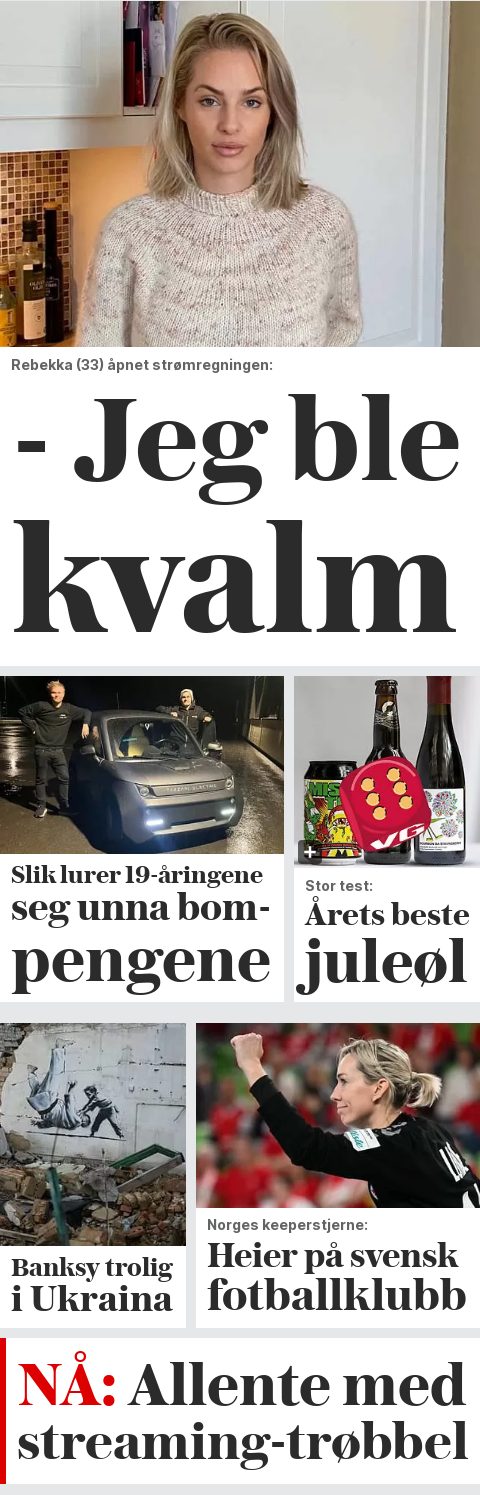 Rebekka (33) åpnet strømregningen:
- Jeg ble
kvalm
Slik lurer 19-åringene
seg unna bom-
pengene
VG
+
Stor test:
Årets beste
juleøl
Banksy trolig
i Ukraina
Norges keeperstjerne:
Heier på svensk
fotballklubb
NÅ: Allente med
streaming-trøbbel